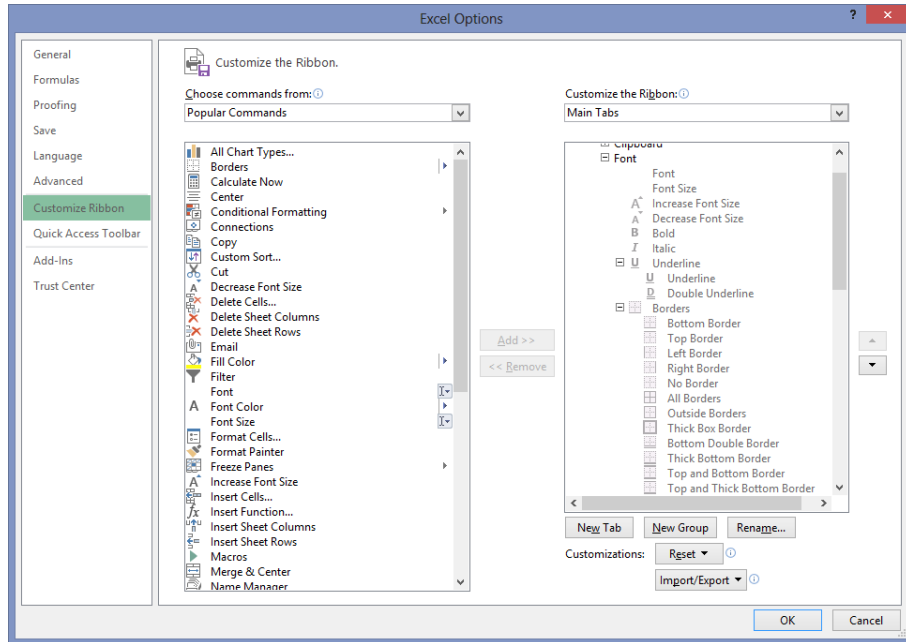 Excel Options
?
General
Formulas
Proofing
Save
Language
Advanced
Customize Ribbon
Quick Access Toolbar
Add-Ins
Trust Center
Customize the Ribbon.
Choose commands from:
Popular Commands
All Chart Types...
Borders
Calculate Now
Center
Conditional Formatting
Connections
Copy
Custom Sort...
Cut
Decrease Font Size
Delete Cells...
Delete Sheet Columns
Delete Sheet Rows
Email
Fill Color
Filter
Font
Font Color
Font Size
Format Cells...
Format Painter
Freeze Panes
Increase Font Size
Insert Cells...
Insert Function...
Insert Sheet Columns
Insert Sheet Rows
Macros
Merge & Center
Name Manager
Add >>
<< Remove
Customize the Ribbon:
Main Tabs
Clipboard
Font
Font
Font Size
Increase Font Size
Decrease Font Size
B Bold
I Italic
U Underline
U Underline
D Double Underline
Borders
Bottom Border
Top Border
Left Border
Right Border
No Border
All Borders
Outside Borders
Thick Box Border
Bottom Double Border
Thick Bottom Border
Top and Bottom Border
Top and Thick Bottom Border
New Tab New Group Rename...
Customizations: Reset
Import/Export
OK Cancel